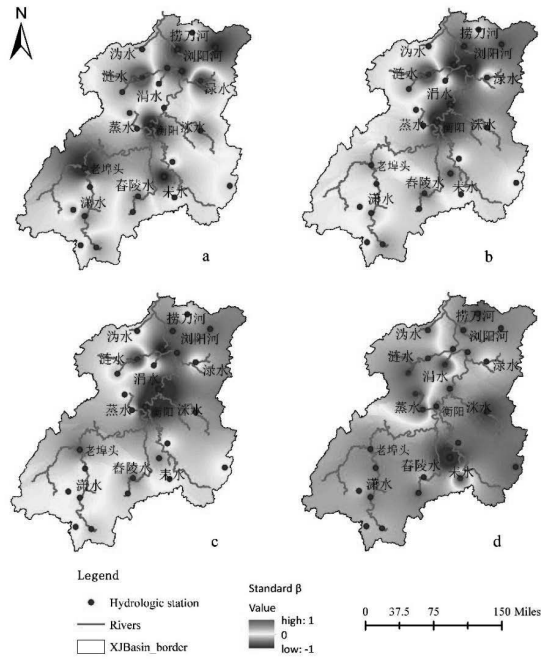 N
捞刀河
沩水
浏阳河
涟水
渌水
涓水
蒸水
衡阳
洣水
老埠头
舂陵水
耒水
潇水
a
捞刀河
沩水
浏阳河
涟水
渌水
涓水
蒸水
衡阳
洣水
老埠头
舂陵水
耒水
潇水
b
捞刀河
沩水
浏阳河
涟水
渌水
涓水
蒸水
衡阳
洣水
老埠头
舂陵水
耒水
潇水
c
捞刀河
沩水
浏阳河
涟水
渌水
涓水
蒸水
衡阳
洣水
老埠头
舂陵水
耒水
潇水
d
Legend
Hydrologic station
Rivers
XJBasin_border
Standard β
Value
high: 1
0
low: -1
0 37.5 75 150 Miles